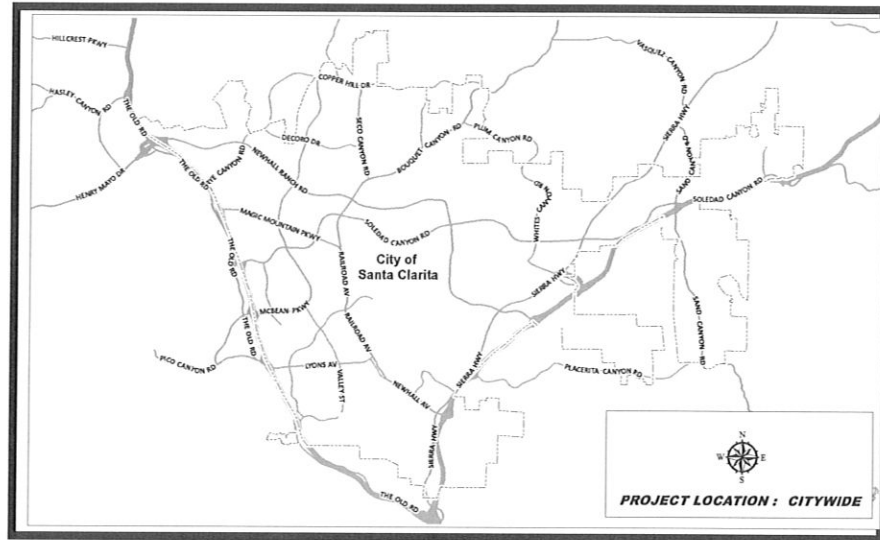 HILLCREST PKWY
HASLEY CANYON RD
THE OLD RD
HENRY MAYO DR
THE OLD RD
RYE CANYON RD
NEWHALL RANCH RD
COPPER HILL DR
DECORO DR
SECO CANYON RD
BOUQUET CANYON RD
PLUM CANYON RD
WHITES CANYON RD
VASQUEZ CANYON RD
SIERRA HWY
SAND CANYON RD
SOLEDAD CANYON RD
MAGIC MOUNTAIN PKWY
SOLEDAD CANYON RD
THE OLD RD
RAILROAD AV
City of
Santa Clarita
SIERRA HWY
MCBEAN PKWY
THE OLD RD
RAILROAD AV
SAND CANYON RD
PICO CANYON RD
LYONS AV
VALLEY ST
NEWHALL AV
SIERRA HWY
PLACERITA CANYON RD
SIERRA HWY
THE OLD RD
N
W E
S
PROJECT LOCATION : CITYWIDE